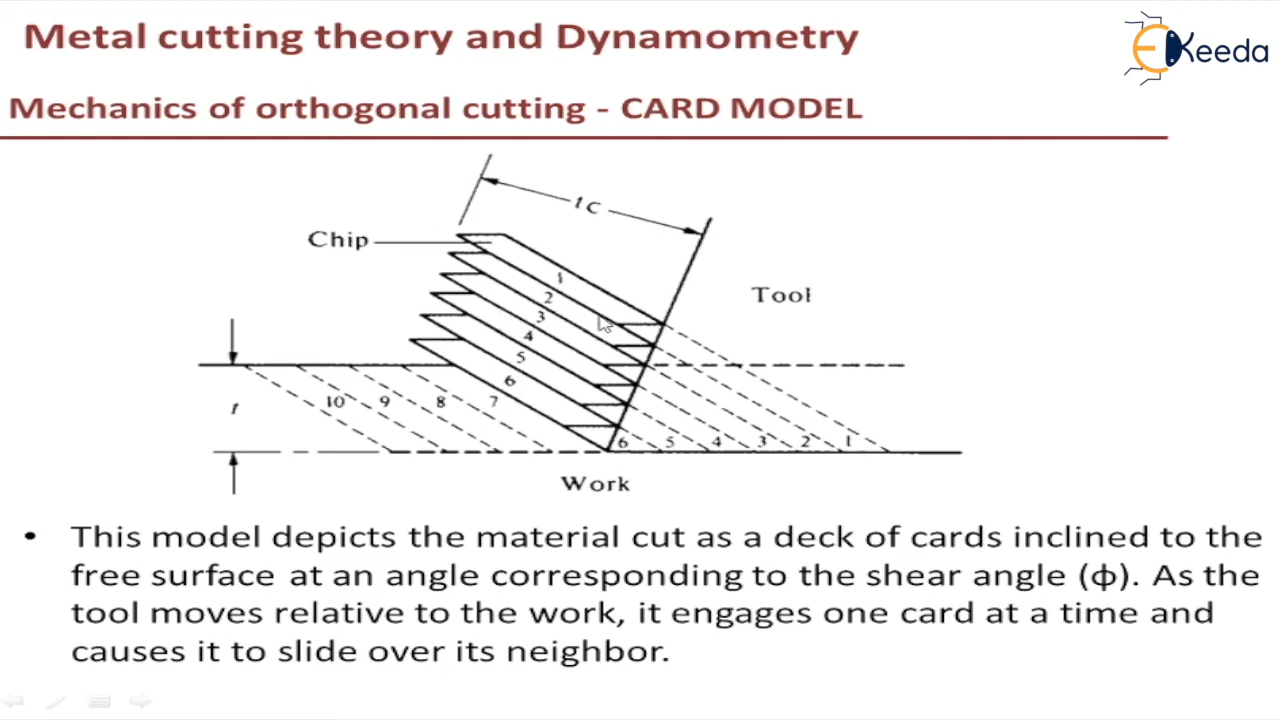 Metal cutting theory and Dynamometry
EKeeda
Mechanics of orthogonal cutting - CARD MODEL
tC
Chip
Tool
1
2
3
4
5
6
10 9 8 7
t
6 5 4 3 2 1
Work
• This model depicts the material cut as a deck of cards inclined to the
free surface at an angle corresponding to the shear angle (ɸ). As the
tool moves relative to the work, it engages one card at a time and
causes it to slide over its neighbor.